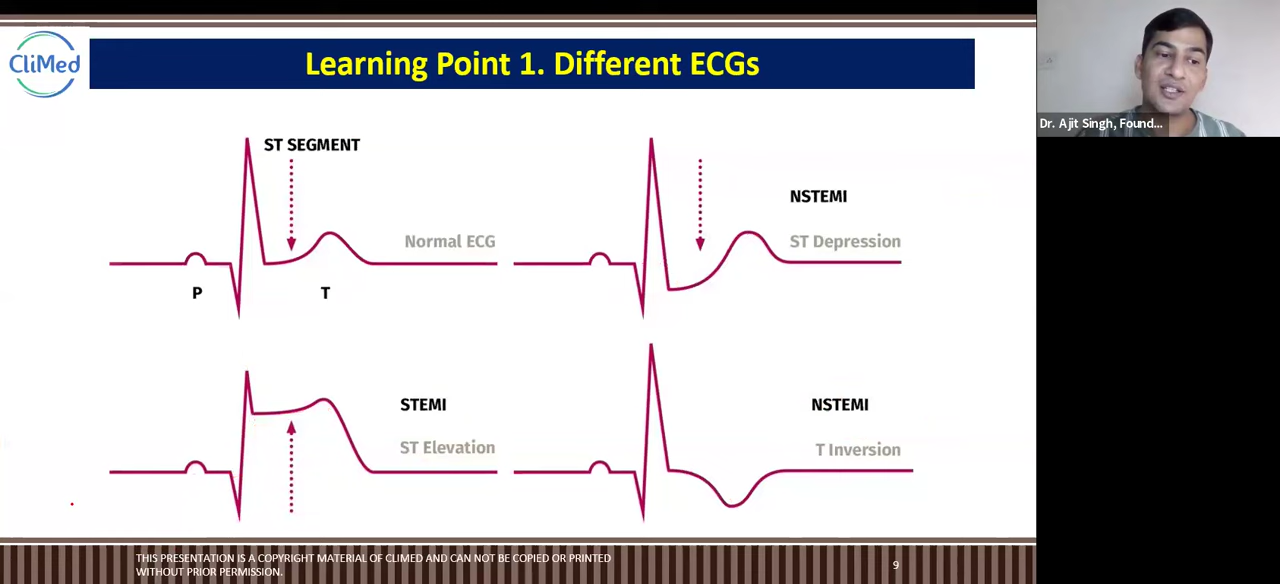 CliMed
Learning Point 1. Different ECGs
Dr. Ajit Singh, Found...
ST SEGMENT
Normal ECG
P
T
NSTEMI
ST Depression
STEMI
ST Elevation
NSTEMI
T Inversion
THIS PRESENTATION IS A COPYRIGHT MATERIAL OF CLIMED AND CAN NOT BE COPIED OR PRINTED
WITHOUT PRIOR PERMISSION.
9